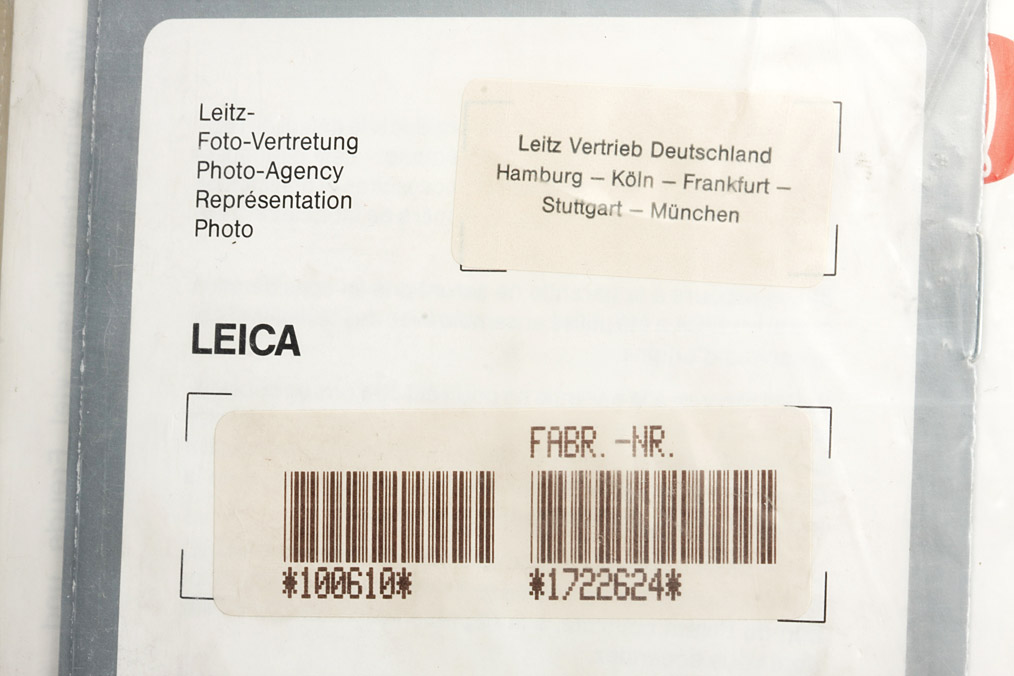 Leitz-
Foto-Vertretung
Photo-Agency
Représentation
Photo
Leitz Vertrieb Deutschland
Hamburg – Köln – Frankfurt –
Stuttgart – München
LEICA
FABR.-NR.
*100610*
*1722624*